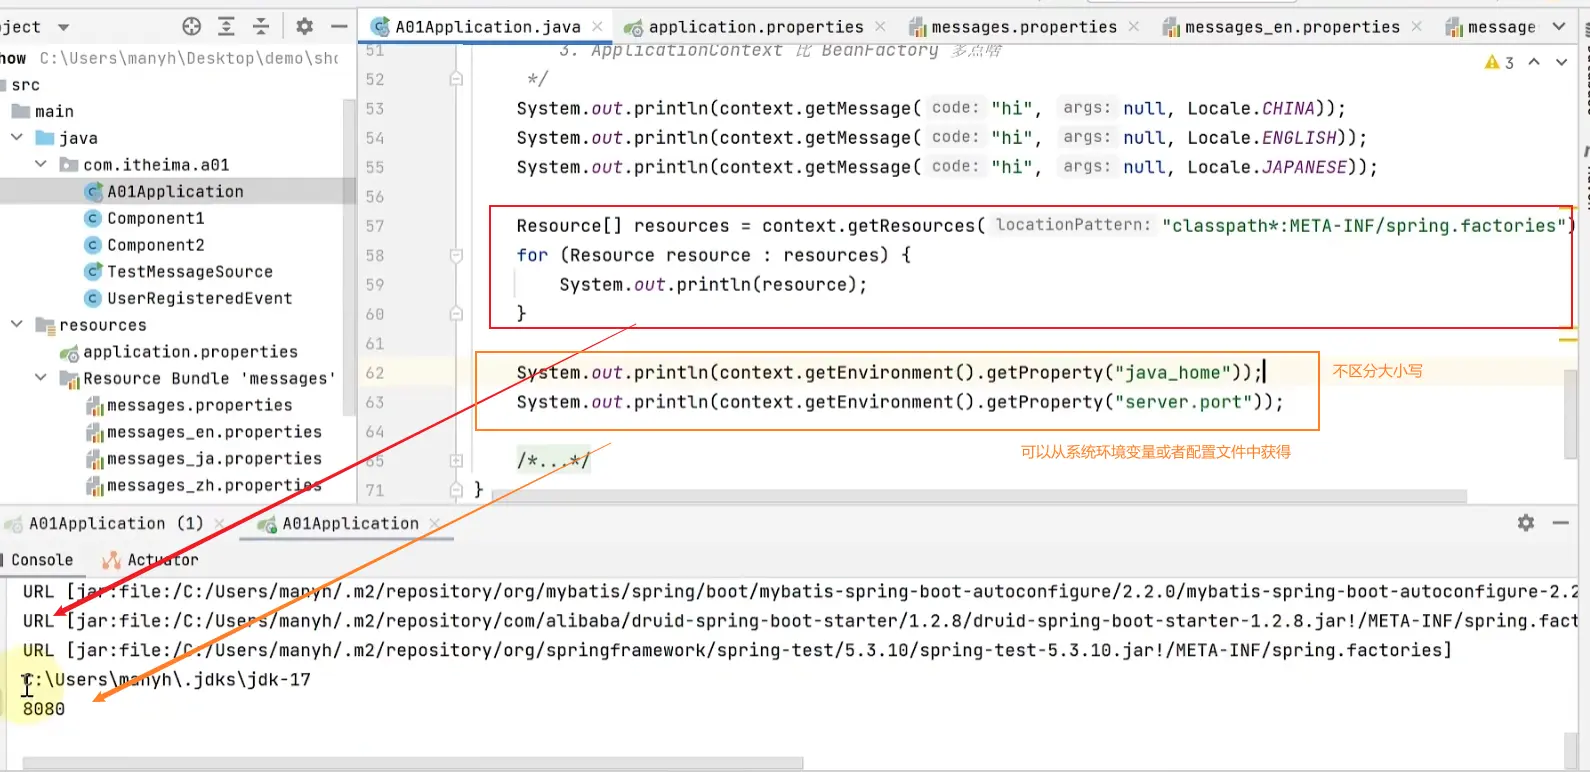 ject
how C:\Users\manyh\Desktop\demo\sho
src
main
java
com.itheima.a01
A01Application
Component1
Component2
TestMessageSource
UserRegisteredEvent
resources
application.properties
Resource Bundle 'messages'
messages.properties
messages_en.properties
messages_ja.properties
messages_zh.properties
A01Application.java
application.properties
messages.properties
messages_en.properties
message
3
51 3. ApplicationContext 比 BeanFactory 多点啥
52 */
53 System.out.println(context.getMessage( code: "hi", args: null, Locale.CHINA));
54 System.out.println(context.getMessage( code: "hi", args: null, Locale.ENGLISH));
55 System.out.println(context.getMessage( code: "hi", args: null, Locale.JAPANESE));
56
57 Resource[] resources = context.getResources( locationPattern: "classpath*:META-INF/spring.factories")
58 for (Resource resource : resources) {
59 System.out.println(resource);
60 }
61
62 System.out.println(context.getEnvironment().getProperty("java_home"));
不区分大小写
63 System.out.println(context.getEnvironment().getProperty("server.port"));
64
可以从系统环境变量或者配置文件中获得
65 /*...*/
71 }
A01Application (1)
A01Application
Console
Actuator
URL [jar:file:/C:/Users/manyh/.m2/repository/org/mybatis/spring/boot/mybatis-spring-boot-autoconfigure/2.2.0/mybatis-spring-boot-autoconfigure-2.2
URL [jar:file:/C:/Users/manyh/.m2/repository/com/alibaba/druid-spring-boot-starter/1.2.8/druid-spring-boot-starter-1.2.8.jar!/META-INF/spring.fact
URL [jar:file:/C:/Users/manyh/.m2/repository/org/springframework/spring-test/5.3.10/spring-test-5.3.10.jar!/META-INF/spring.factories]
C:\Users\manyh\.jdks\jdk-17
8080